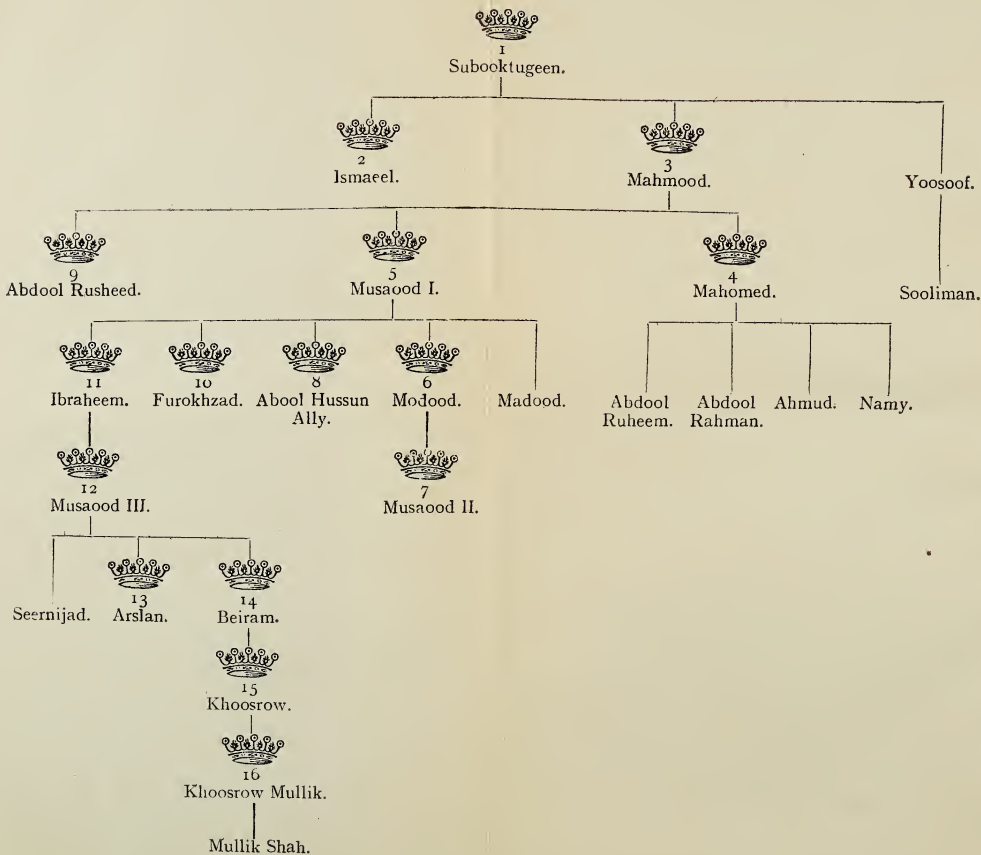 1
Subooktugeen.
2
Ismaeel.
3
Mahmood.
Yoosoof.
9
Abdool Rusheed.
5
Musaood I.
4
Mahomed.
Sooliman.
11
Ibraheem.
10
Furokhzad.
8
Abool Hussun
Ally.
6
Modood.
Madood.
Abdool
Ruheem.
Abdool
Rahman.
Ahmud.
Namy.
12
Musaood III.
7
Musaood II.
Seernijad.
13
Arslan.
14
Beiram.
15
Khoosrow.
16
Khoosrow Mullik.
Mullik Shah.